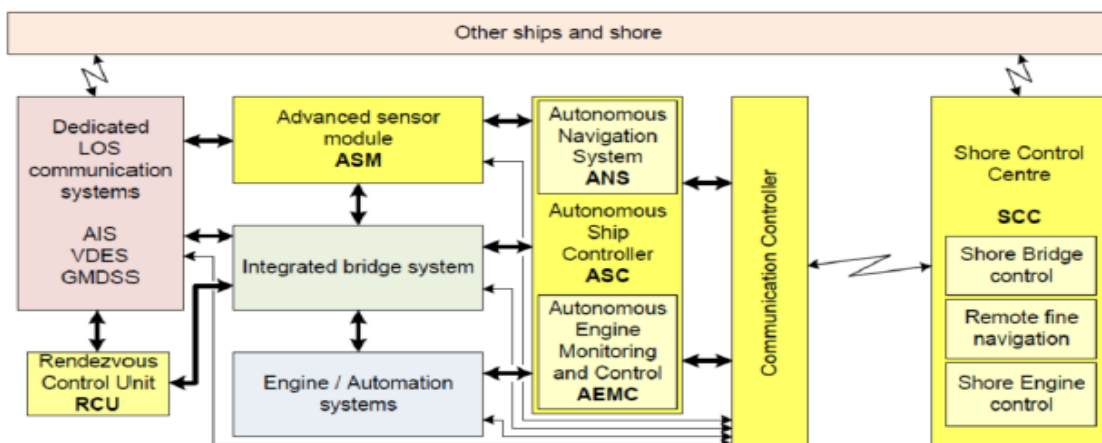 Other ships and shore
Dedicated
LOS
communication
systems
AIS
VDES
GMDSS
Rendezvous
Control Unit
RCU
Advanced sensor
module
ASM
Integrated bridge system
Engine / Automation
systems
Autonomous
Navigation
System
ANS
Autonomous
Ship
Controller
ASC
Autonomous
Engine
Monitoring
and Control
AEMC
Communication Controller
Shore Control
Centre
SCC
Shore Bridge
control
Remote fine
navigation
Shore Engine
control